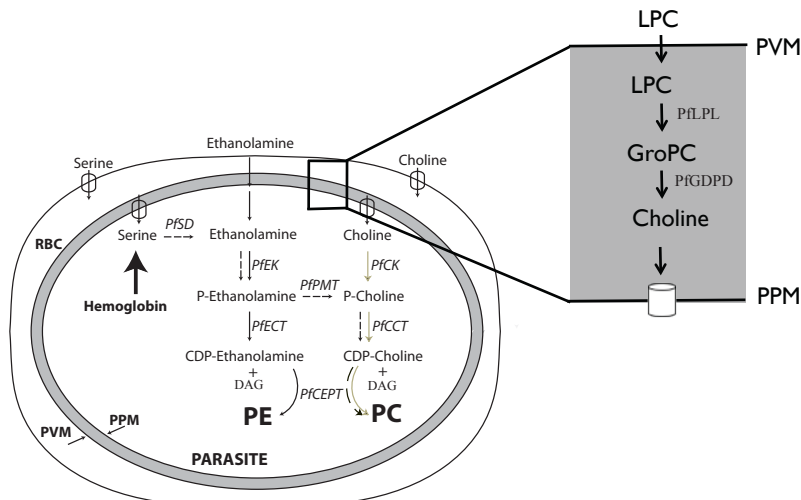 LPC
PVM
LPC
PfLPL
GroPC
PfGDPD
Choline
PPM
Ethanolamine
Serine
Choline
RBC
Serine
PfSD
Ethanolamine
Choline
Hemoglobin
PfEK
PfCK
P-Ethanolamine
PfPMT
P-Choline
PfECT
PfCCT
CDP-Ethanolamine
CDP-Choline
+
+
DAG
DAG
PfCEPT
PE
PC
PVM
PPM
PARASITE